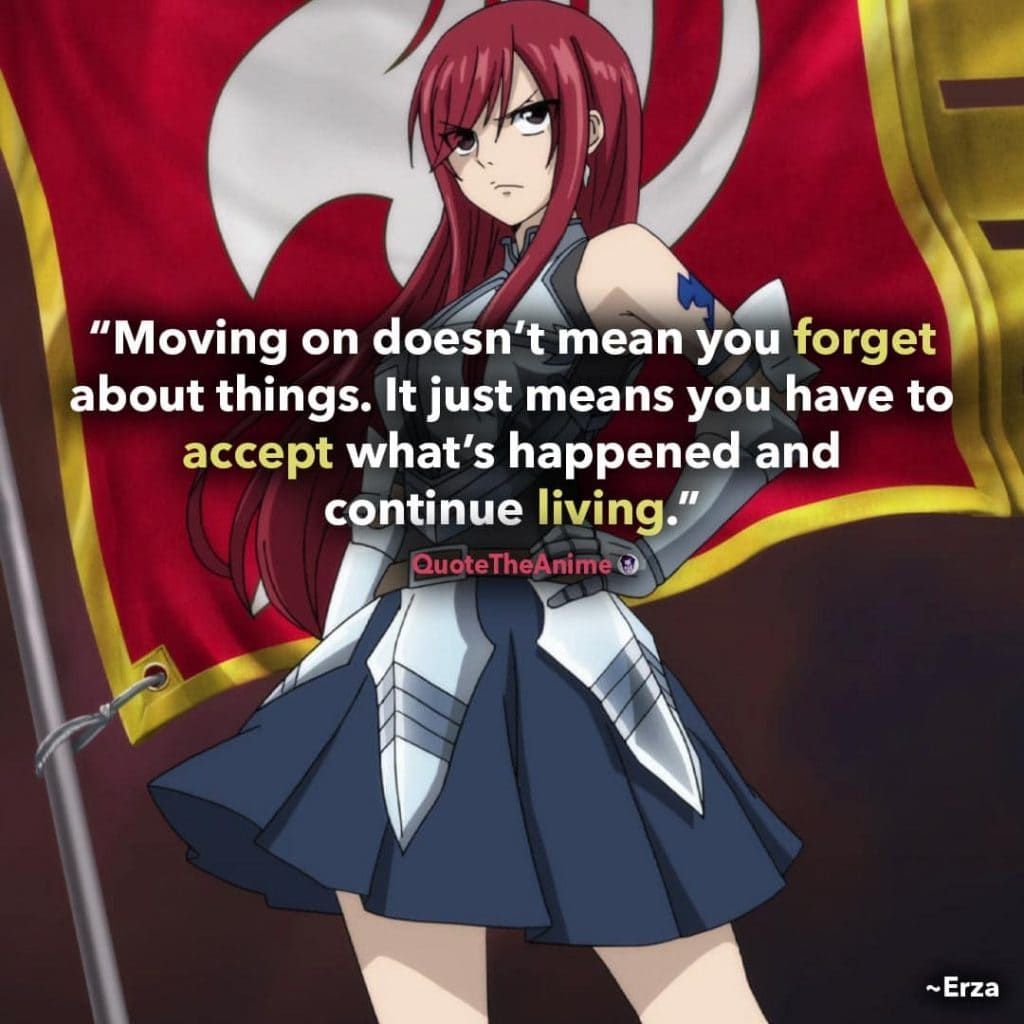 “Moving on doesn’t mean you forget
about things. It just means you have to
accept what’s happened and
continue living.”
QuoteTheAnime
~Erza